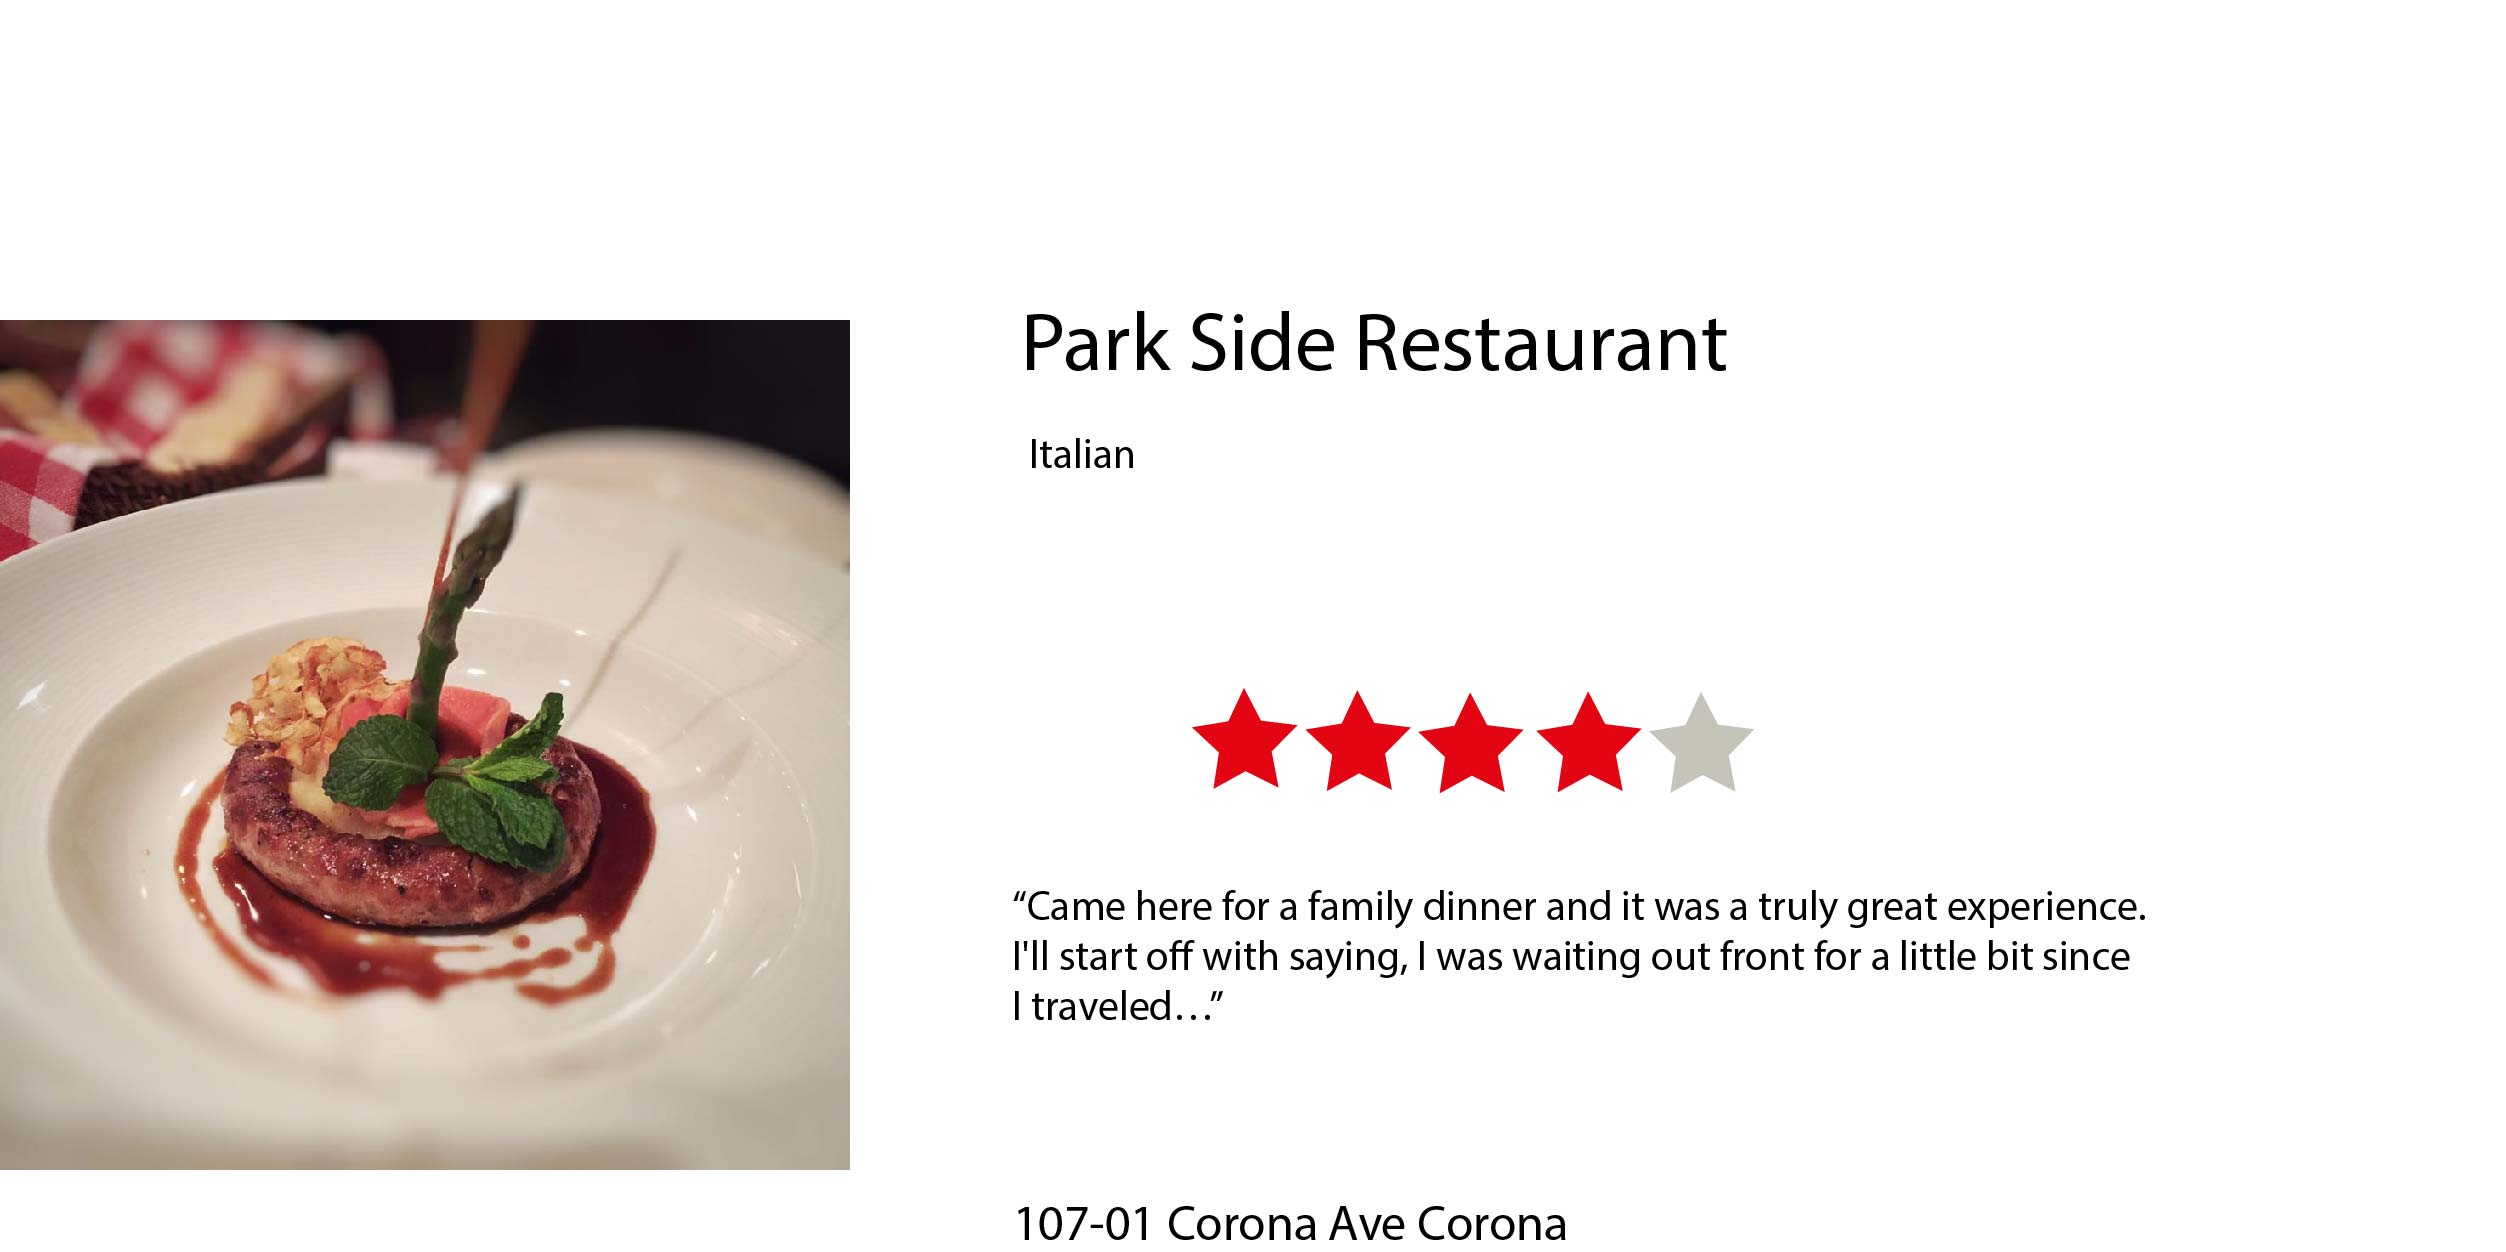 Park Side Restaurant
Italian
“Came here for a family dinner and it was a truly great experience.
I'll start off with saying, I was waiting out front for a little bit since
I traveled…”
107-01 Corona Ave Corona